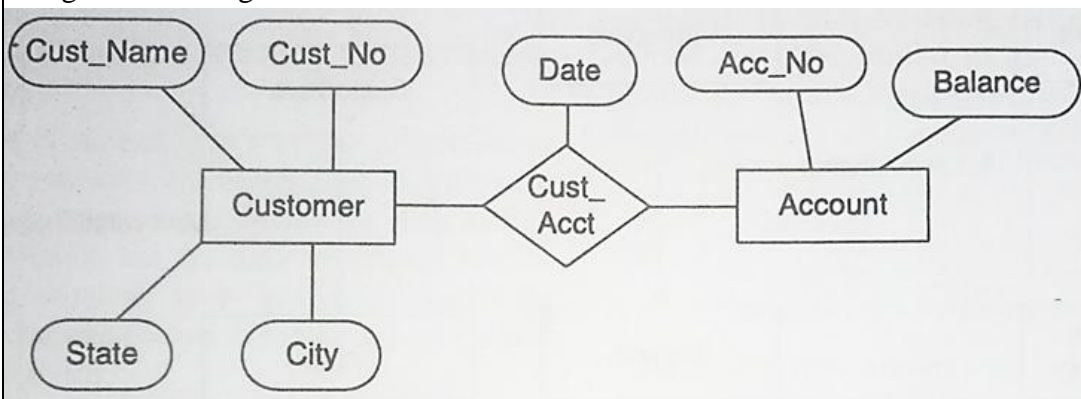 Cust_Name
Cust_No
Date
Acc_No
Balance
Customer
Cust_
Acct
Account
State
City